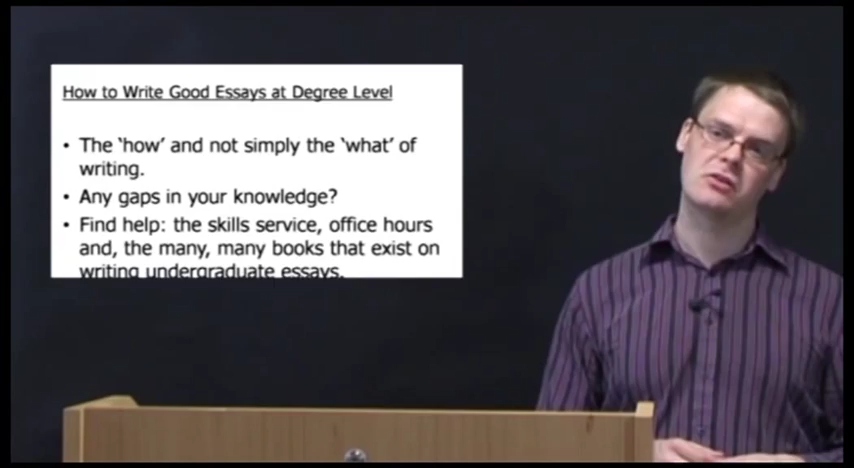 How to Write Good Essays at Degree Level
• The ‘how’ and not simply the ‘what’ of
writing.
• Any gaps in your knowledge?
• Find help: the skills service, office hours
and, the many, many books that exist on
writing undergraduate essays.